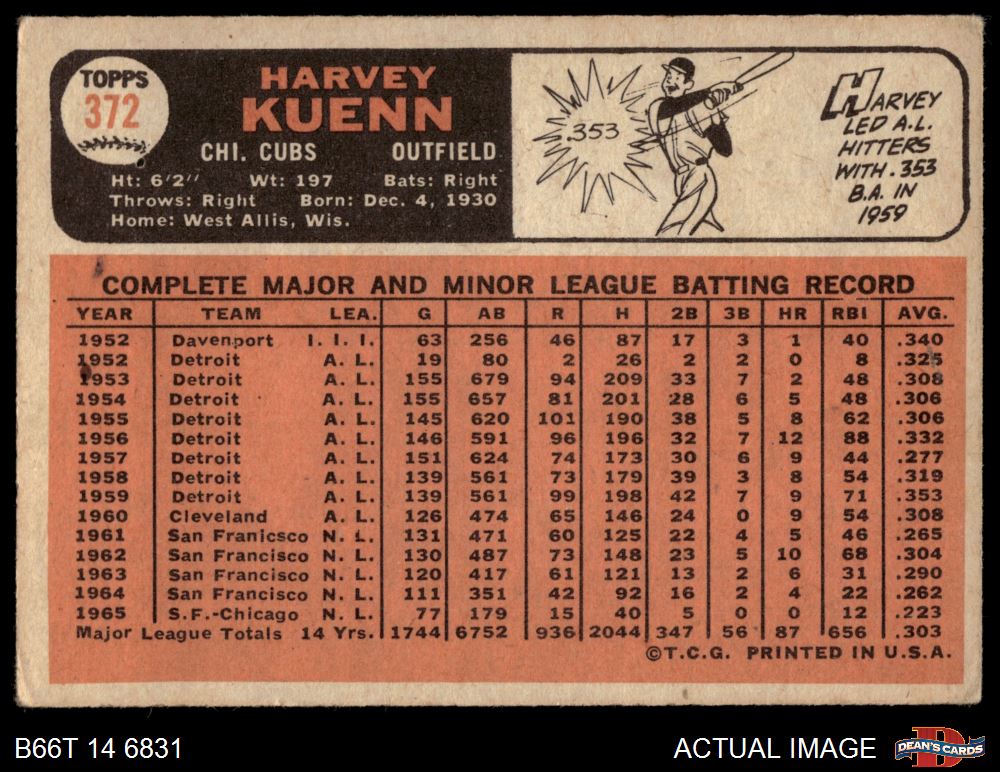 TOPPS
372
HARVEY
KUENN
CHI. CUBS OUTFIELD
Ht: 6'2" Wt: 197 Bats: Right
Throws: Right Born: Dec. 4, 1930
Home: West Allis, Wis.
.353
HARVEY
LED A.L.
HITTERS
WITH .353
B.A. IN
1959
COMPLETE MAJOR AND MINOR LEAGUE BATTING RECORD
YEAR TEAM LEA. G AB R H 2B 3B HR RBI AVG.
1952 Davenport I. I. I. 63 256 46 87 17 3 1 40 .340
1952 Detroit A. L. 19 80 2 26 2 2 0 8 .325
1953 Detroit A. L. 155 679 94 209 33 7 2 48 .308
1954 Detroit A. L. 155 657 81 201 28 6 5 48 .306
1955 Detroit A. L. 145 620 101 190 38 5 8 62 .306
1956 Detroit A. L. 146 591 96 196 32 7 12 88 .332
1957 Detroit A. L. 151 624 74 173 30 6 9 44 .277
1958 Detroit A. L. 139 561 73 179 39 3 8 54 .319
1959 Detroit A. L. 139 561 99 198 42 7 9 71 .353
1960 Cleveland A. L. 126 474 65 146 24 0 9 54 .308
1961 San Franicsco N. L. 131 471 60 125 22 4 5 46 .265
1962 San Francisco N. L. 130 487 73 148 23 5 10 68 .304
1963 San Francisco N. L. 120 417 61 121 13 2 6 31 .290
1964 San Francisco N. L. 111 351 42 92 16 2 4 22 .262
1965 S.F.-Chicago N. L. 77 179 15 40 5 0 0 12 .223
Major League Totals 14 Yrs. 1744 6752 936 2044 347 56 87 656 .303
©T.C.G. PRINTED IN U.S.A.
B66T 14 6831 ACTUAL IMAGE
DEAN'S CARDS